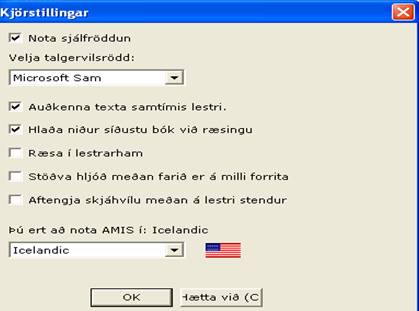 Kjörstillingar
Nota sjálfröddun
Velja talgervilsrödd:
Microsoft Sam
Auðkenna texta samtímis lestri.
Hlaða niður síðustu bók við ræsingu
Ræsa í lestrarham
Stöðva hljóð meðan farið er á milli forrita
Aftengja skjáhvílu meðan á lestri stendur
Þú ert að nota AMIS í: Icelandic
Icelandic
OK
Hætta við (C